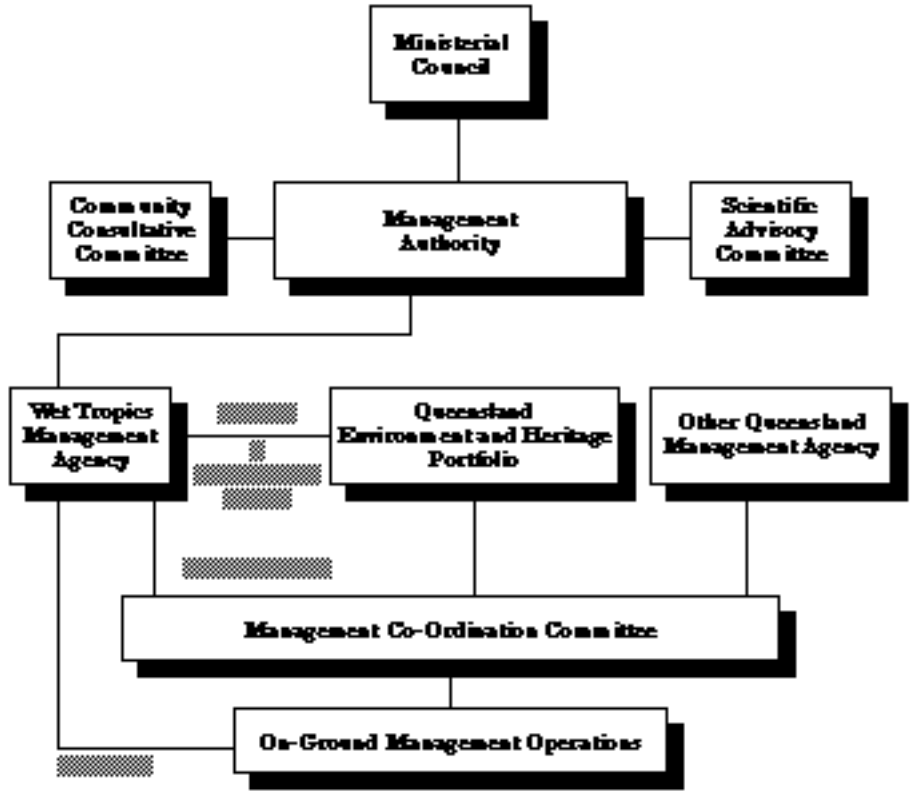 Ministerial
Council
Community
Consultative
Committee
Management
Authority
Scientific
Advisory
Committee
Wet Tropics
Management
Agency
Queensland
Environment and Heritage
Portfolio
Other Queensland
Management Agency
Management Co-Ordination Committee
On-Ground Management Operations